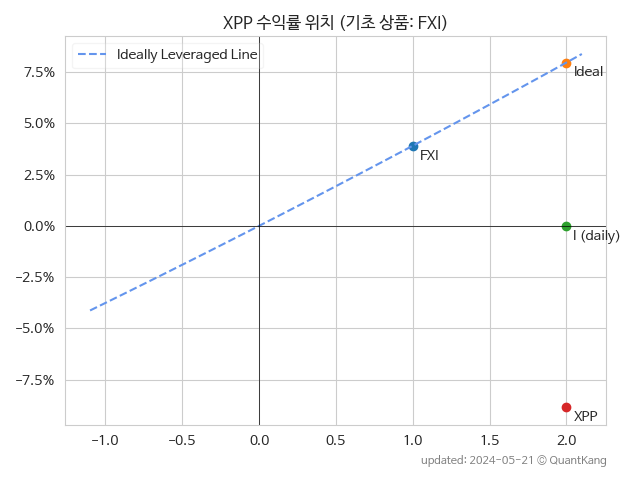 XPP 수익률 위치 (기초 상품: FXI)
Ideally Leveraged Line
7.5%
Ideal
5.0%
FXI
2.5%
0.0%
I (daily)
−2.5%
−5.0%
−7.5%
XPP
−1.0 −0.5 0.0 0.5 1.0 1.5 2.0
updated: 2024-05-21 © QuantKang